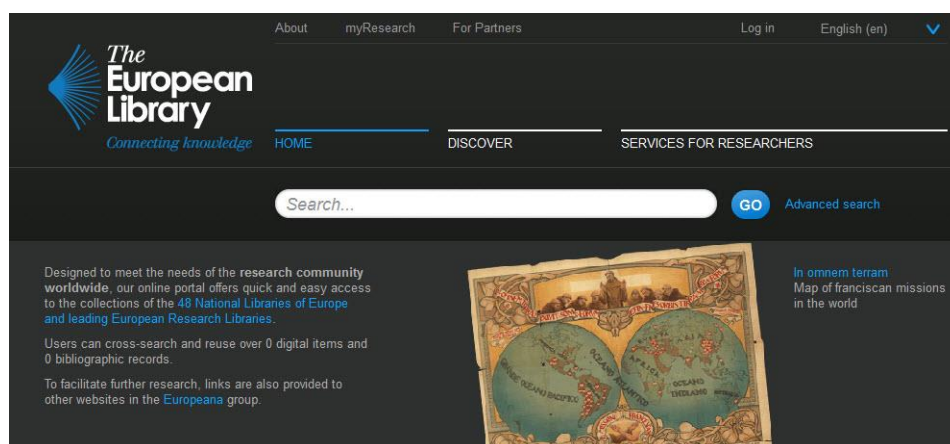 About myResearch For Partners Log in English (en)
The
European
Library
Connecting knowledge
HOME DISCOVER SERVICES FOR RESEARCHERS
Search... GO Advanced search
Designed to meet the needs of the research community
worldwide, our online portal offers quick and easy access
to the collections of the 48 National Libraries of Europe
and leading European Research Libraries.
Users can cross-search and reuse over 0 digital items and
0 bibliographic records.
To facilitate further research, links are also provided to
other websites in the Europeana group.
In omnem terram
Map of franciscan missions
in the world